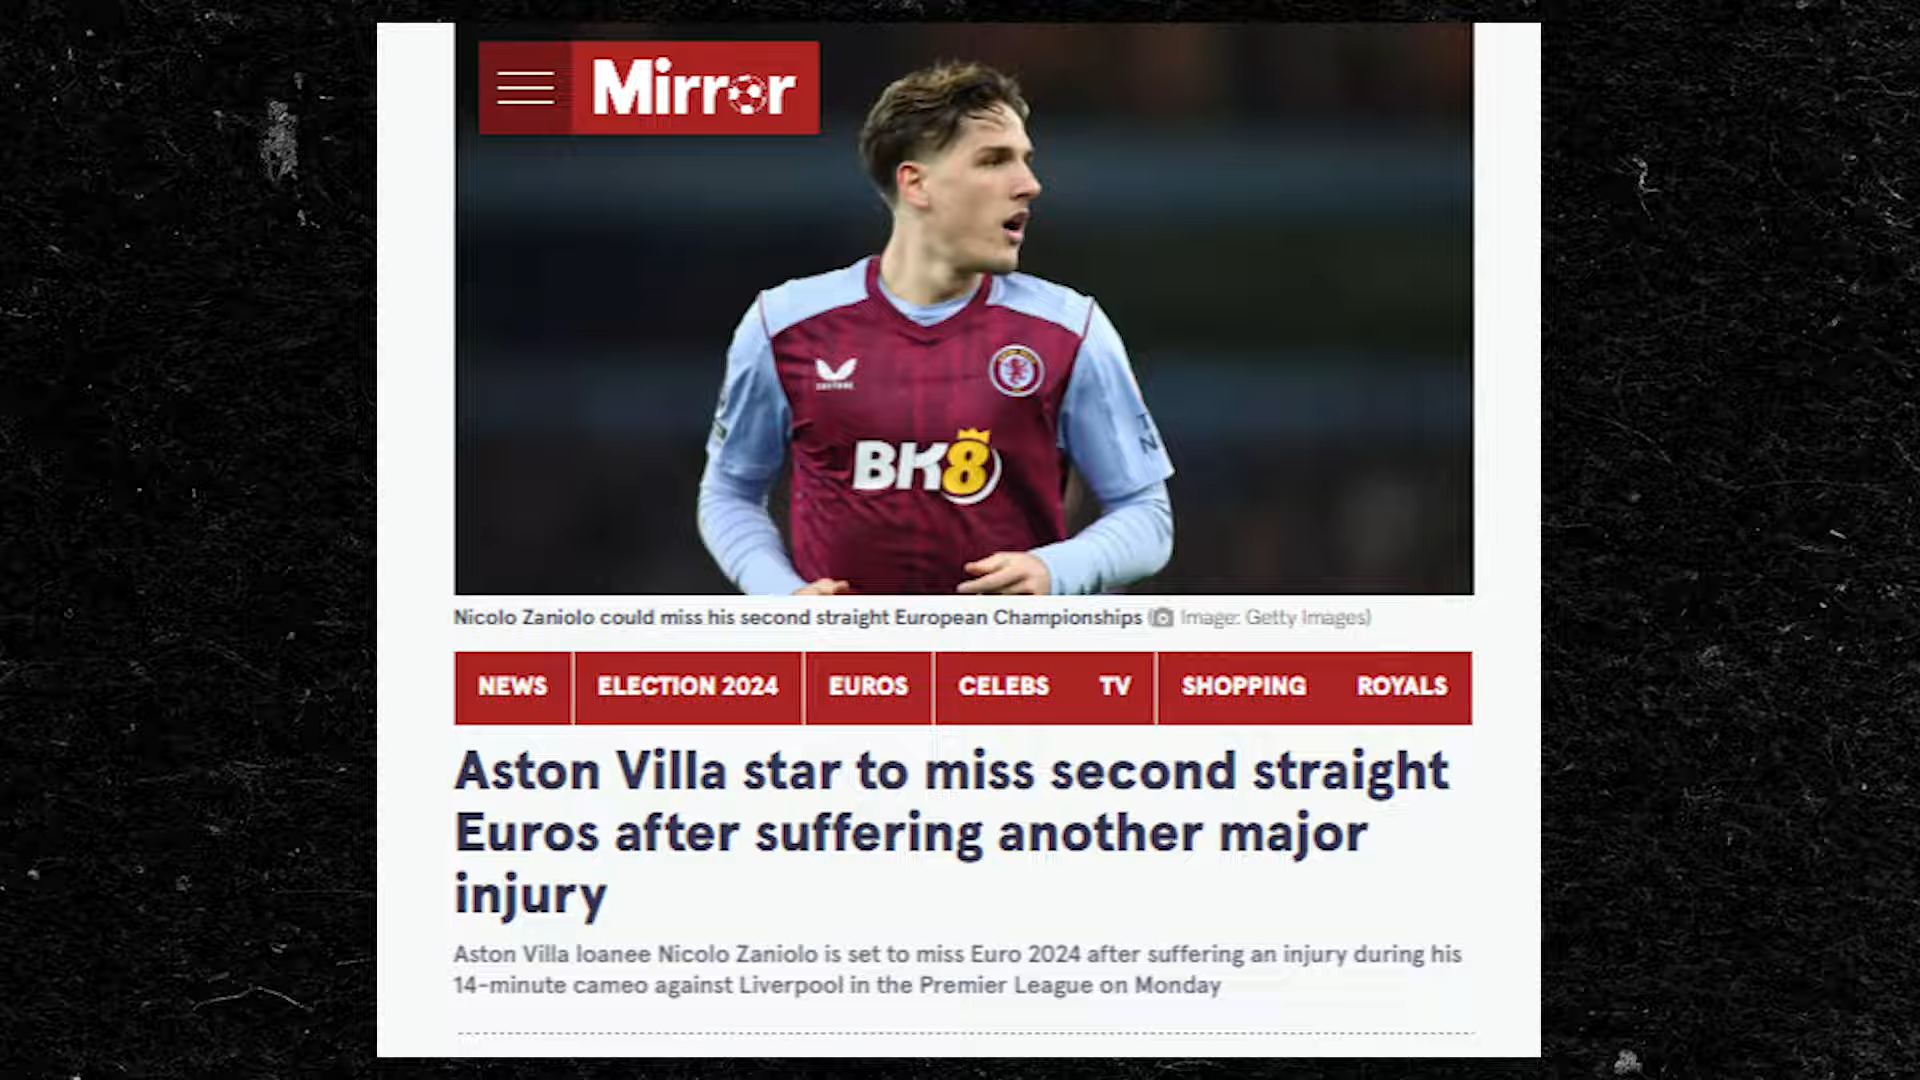 Mirror
BK8
Nicolo Zaniolo could miss his second straight European Championships (Image: Getty Images)
NEWS ELECTION 2024 EUROS CELEBS TV SHOPPING ROYALS
Aston Villa star to miss second straight
Euros after suffering another major
injury
Aston Villa loanee Nicolo Zaniolo is set to miss Euro 2024 after suffering an injury during his
14-minute cameo against Liverpool in the Premier League on Monday